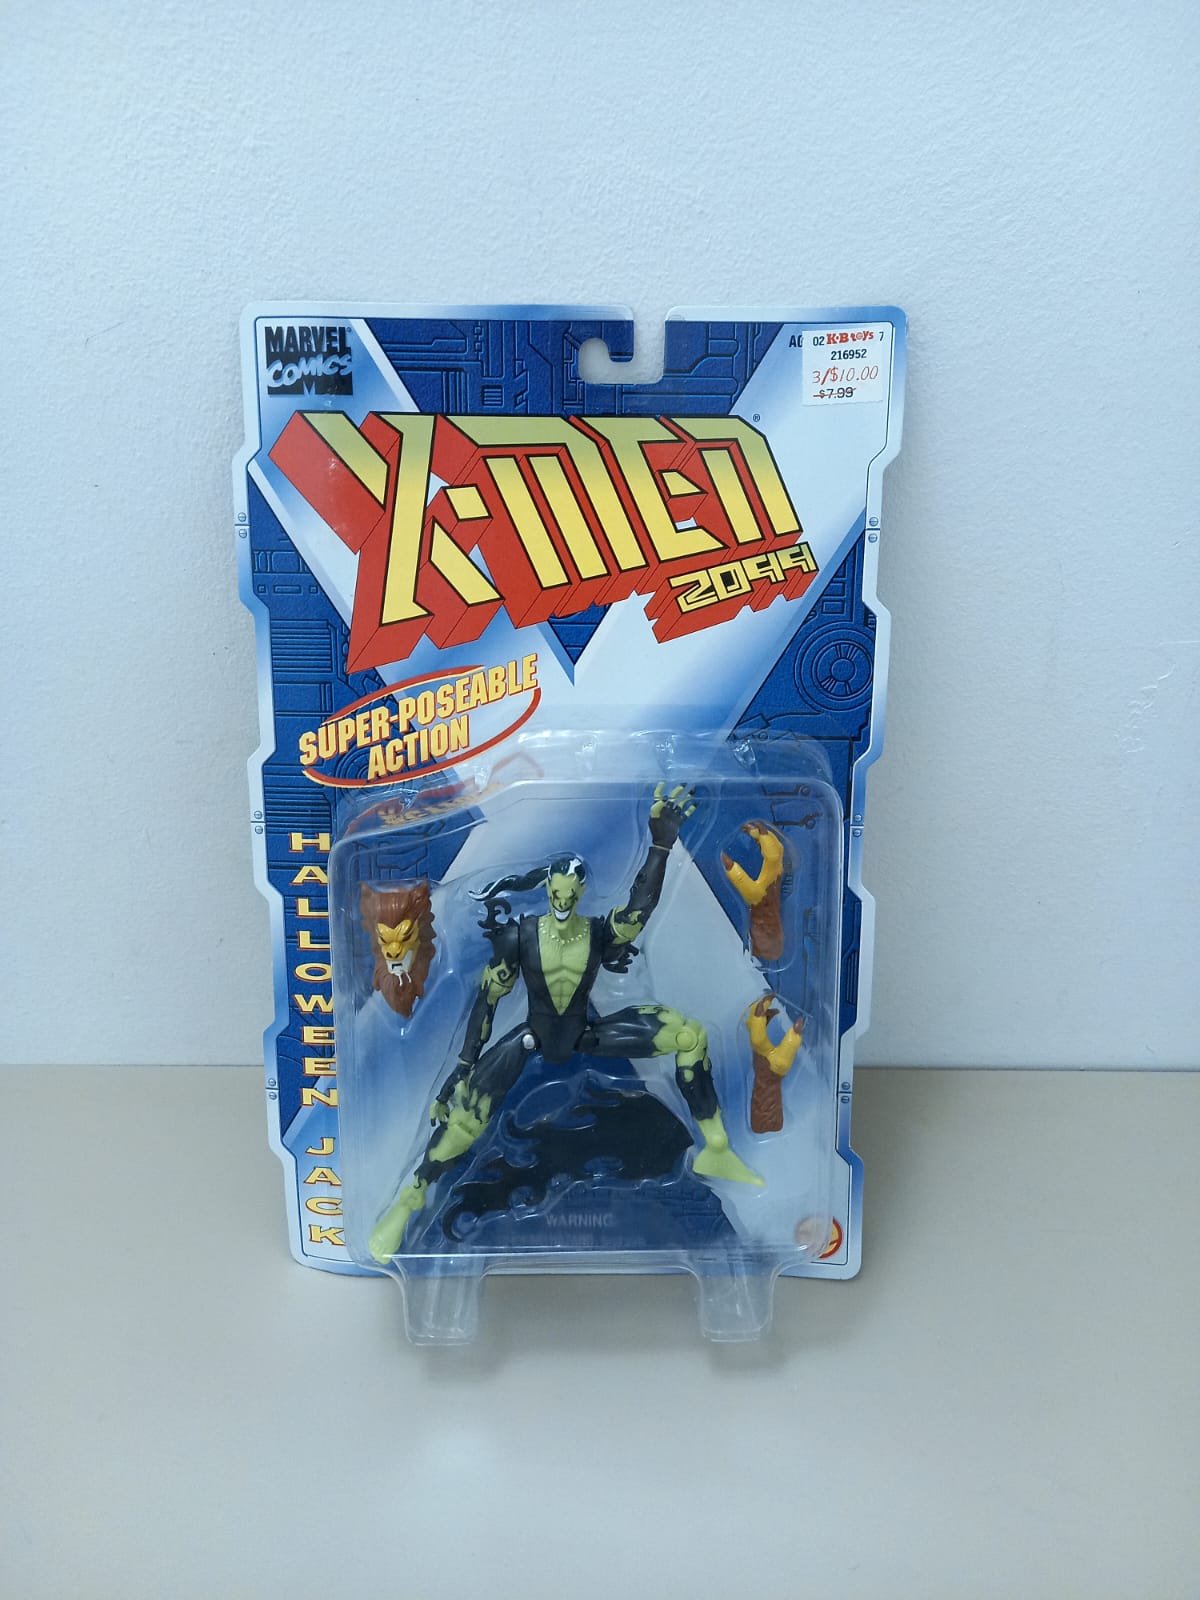 MARVEL
COMICS
AG
02 K·B toys 7
216952
3/$10.00
$7.99
X-MEN®
2099
SUPER-POSEABLE
ACTION
HALLOWEEN JACK
WARNING